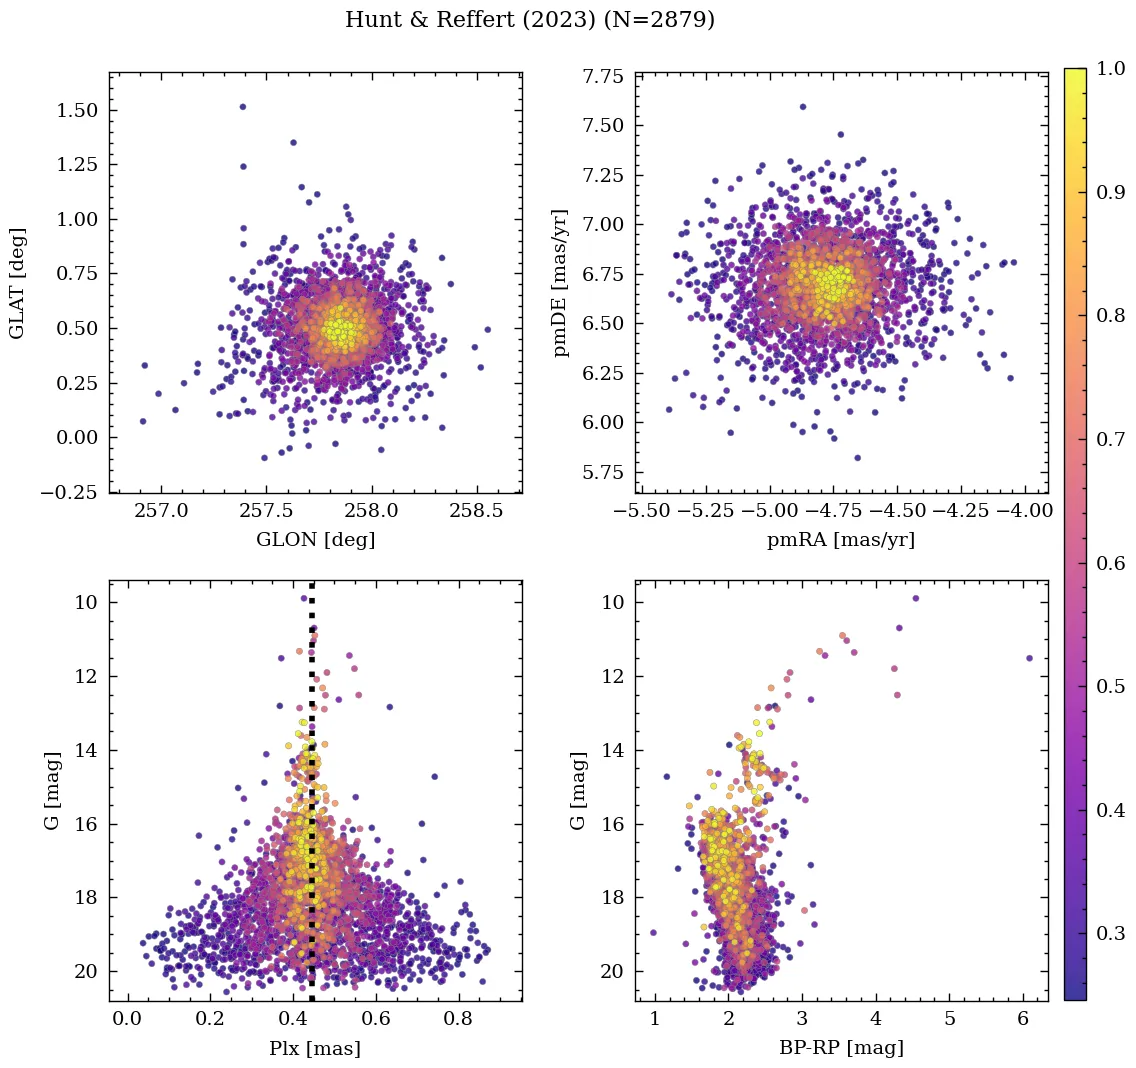 Hunt & Reffert (2023) (N=2879)
1.50
1.25
1.00
0.75
0.50
0.25
0.00
−0.25
GLAT [deg]
257.0 257.5 258.0 258.5
GLON [deg]
7.75
7.50
7.25
7.00
6.75
6.50
6.25
6.00
5.75
pmDE [mas/yr]
−5.50 −5.25 −5.00 −4.75 −4.50 −4.25 −4.00
pmRA [mas/yr]
10
12
14
16
18
20
G [mag]
0.0 0.2 0.4 0.6 0.8
Plx [mas]
10
12
14
16
18
20
G [mag]
1 2 3 4 5 6
BP-RP [mag]
1.0
0.9
0.8
0.7
0.6
0.5
0.4
0.3